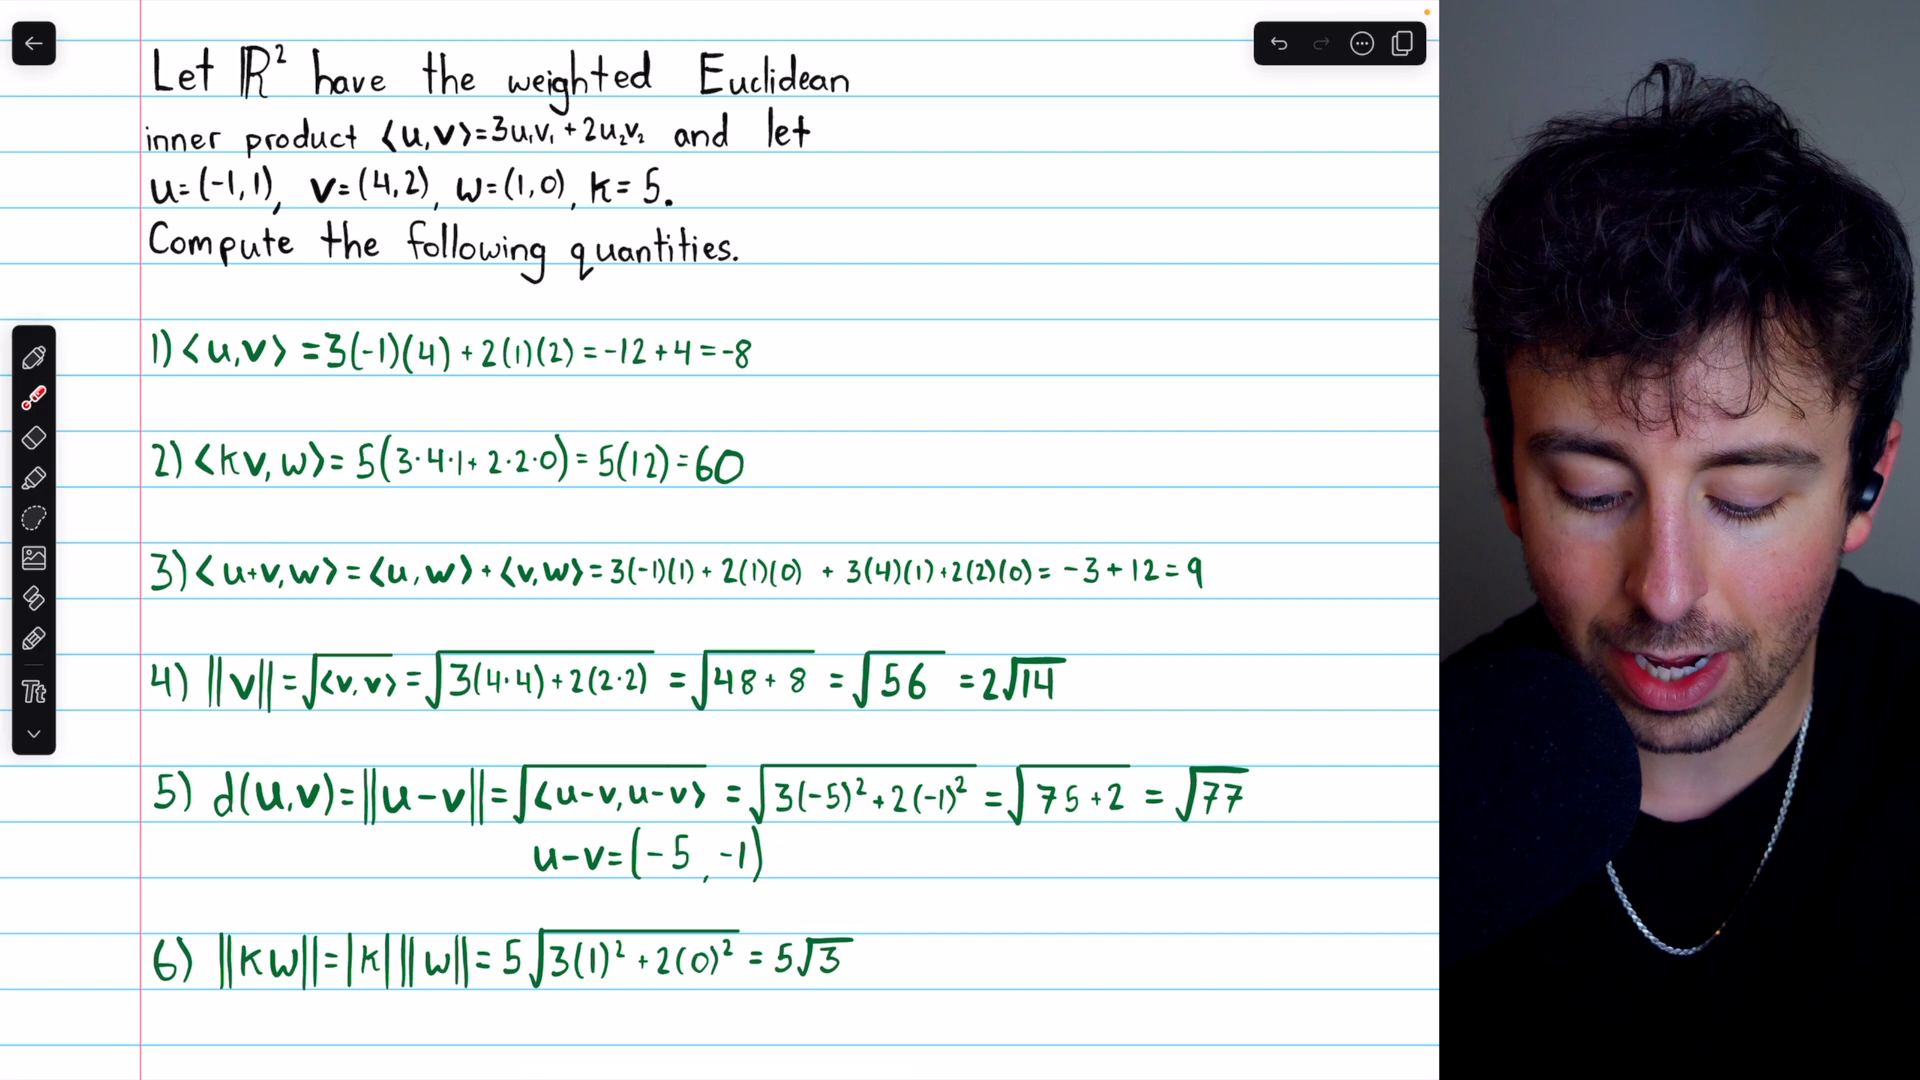 Let ℝ² have the weighted Euclidean
inner product ⟨u,v⟩=3u₁v₁+2u₂v₂ and let
u=(-1,1), v=(4,2), w=(1,0), k=5.
Compute the following quantities.
1) ⟨u,v⟩ =3(-1)(4)+2(1)(2)=-12+4=-8
2) ⟨kv,w⟩= 5(3·4·1+2·2·0)=5(12)=60
3) ⟨u+v,w⟩=⟨u,w⟩+⟨v,w⟩=3(-1)(1)+2(1)(0) + 3(4)(1)+2(2)(0)= -3+12=9
4) ||v||=√⟨v,v⟩=√(3(4·4)+2(2·2)) =√(48+8) =√56 =2√14
5) d(u,v)=||u-v||=√⟨u-v,u-v⟩ =√(3(-5)²+2(-1)²) =√(75+2) = √77
u-v=(-5,-1)
6) ||kw||=|k| ||w||= 5√(3(1)²+2(0)²) = 5√3
Tt